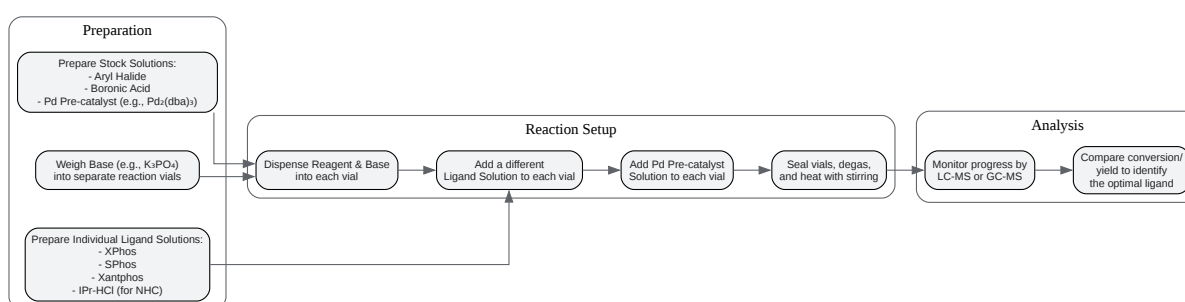 Preparation
Prepare Stock Solutions:
- Aryl Halide
- Boronic Acid
- Pd Pre-catalyst (e.g., Pd₂(dba)₃)
Weigh Base (e.g., K₃PO₄)
into separate reaction vials
Prepare Individual Ligand Solutions:
- XPhos
- SPhos
- Xantphos
- IPr-HCl (for NHC)
Reaction Setup
Dispense Reagent & Base
into each vial
Add a different
Ligand Solution to each vial
Add Pd Pre-catalyst
Solution to each vial
Seal vials, degas,
and heat with stirring
Analysis
Monitor progress by
LC-MS or GC-MS
Compare conversion/
yield to identify
the optimal ligand